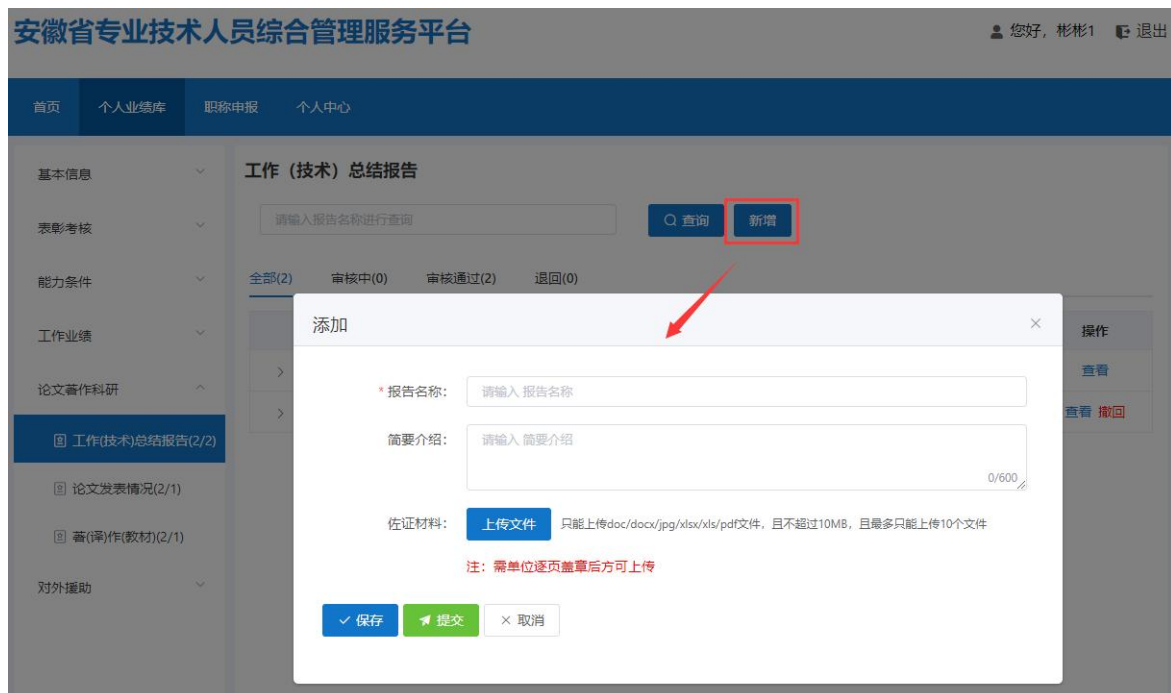 安徽省专业技术人员综合管理服务平台
您好，彬彬1 退出
首页 个人业绩库 职称申报 个人中心
基本信息
工作（技术）总结报告
请输入报告名称进行查询 查询 新增
表彰考核
全部(2) 审核中(0) 审核通过(2) 退回(0)
能力条件
添加
操作
工作业绩
查看
论文著作科研
*报告名称： 请输入 报告名称
查看 撤回
工作(技术)总结报告(2/2)
简要介绍： 请输入 简要介绍
0/600
论文发表情况(2/1)
佐证材料： 上传文件 只能上传doc/docx/jpg/xlsx/xls/pdf文件，且不超过10MB，且最多只能上传10个文件
著(译)作(教材)(2/1)
注：需单位逐页盖章后方可上传
对外援助
保存 提交 取消